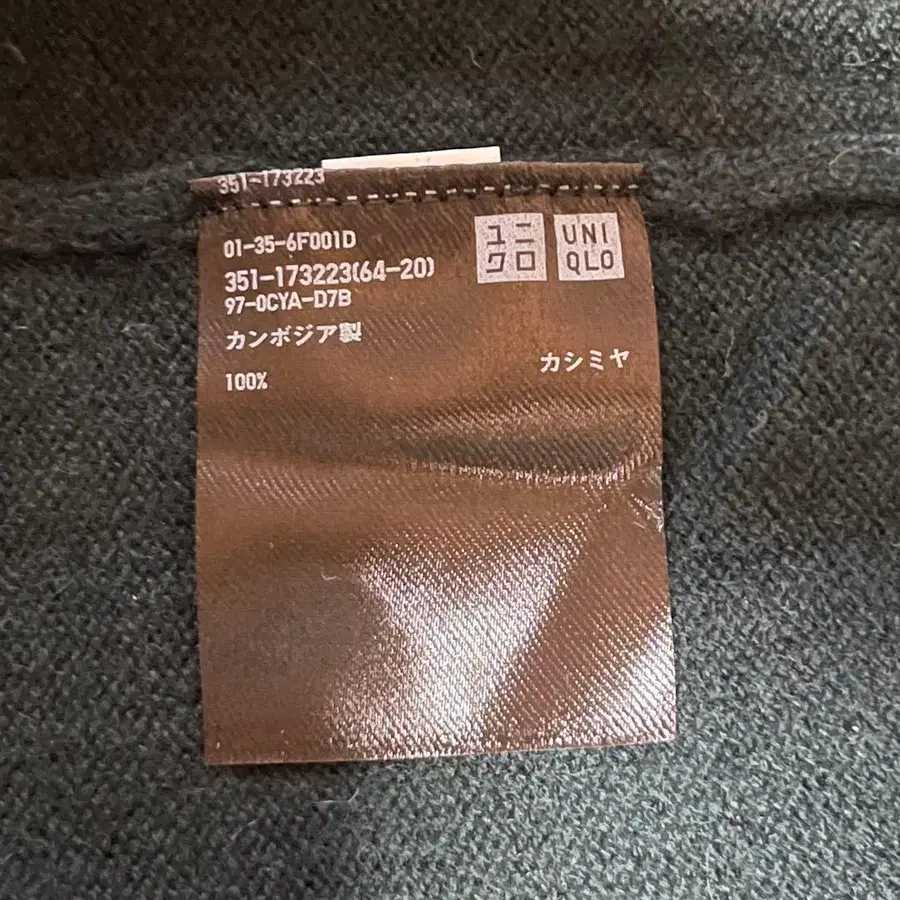 351-173223
01-35-6F001D
351-173223(64-20)
97-0CYA-D7B
カンボジア製
100%
カシミヤ
ユニ
クロ
UNI
QLO